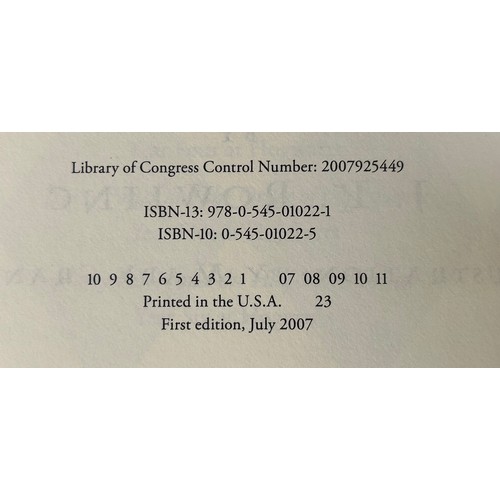 Library of Congress Control Number: 2007925449
ISBN-13: 978-0-545-01022-1
ISBN-10: 0-545-01022-5
10 9 8 7 6 5 4 3 2 1 07 08 09 10 11
Printed in the U.S.A. 23
First edition, July 2007